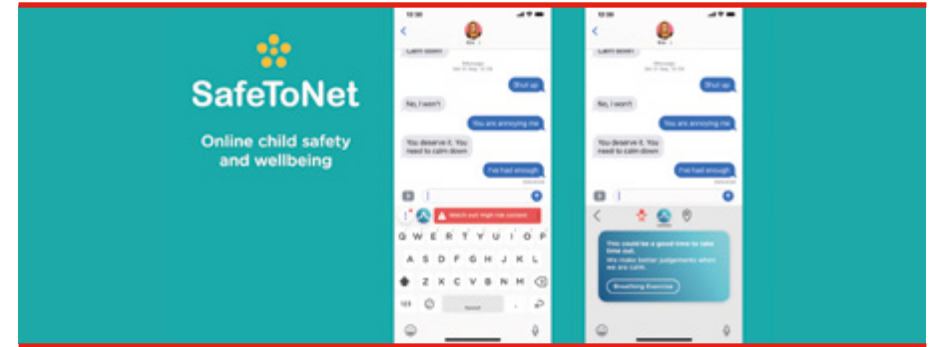 SafeToNet
Online child safety
and wellbeing
Calm down
Shut up
No, I won't
You are annoying me
You deserve it. You
need to calm down
I've had enough
Watch out! High risk content
Q W E R T Y U I O P
A S D F G H J K L
Z X C V B N M
123
Calm down
Shut up
No, I won't
You are annoying me
You deserve it. You
need to calm down
I've had enough
This could be a good time to take
time out.
We make better judgements when
we are calm.
Breathing Exercise